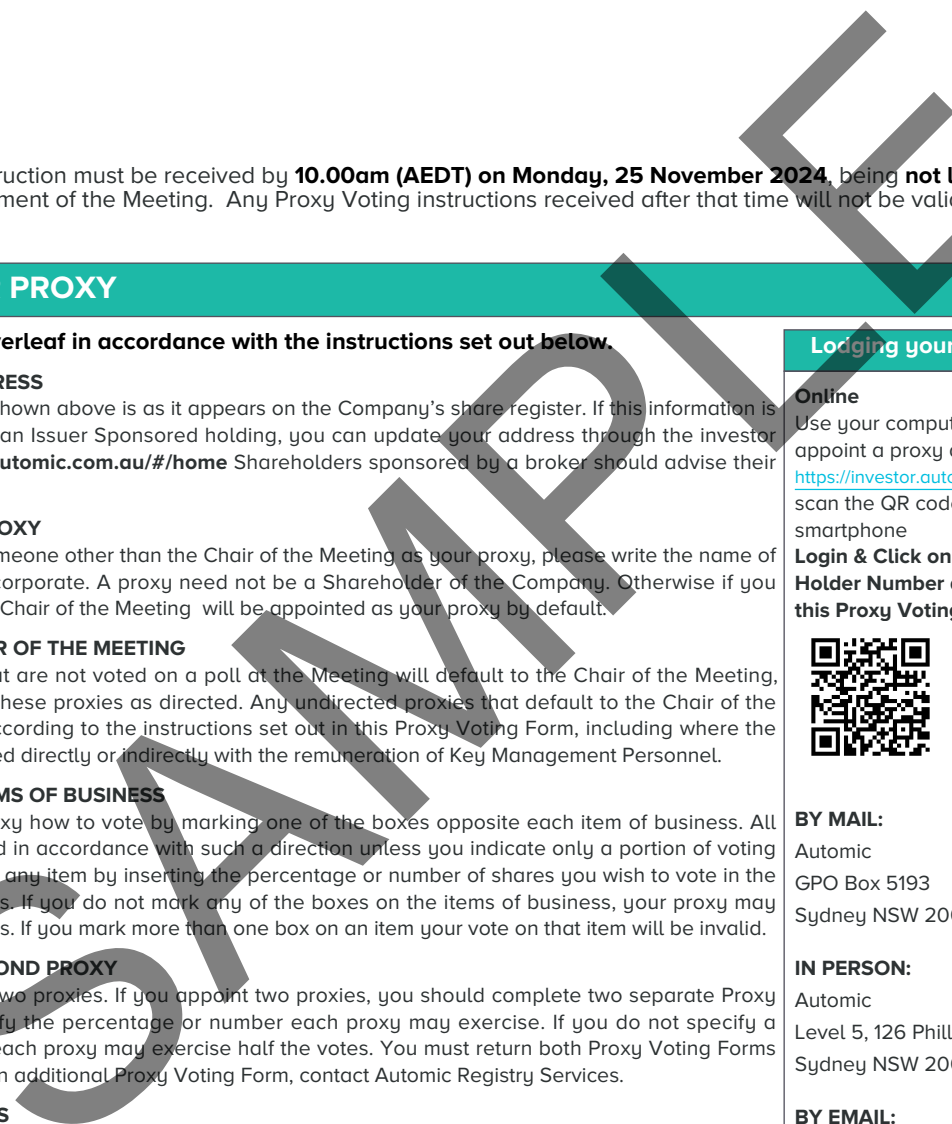 ruction must be received by 10.00am (AEDT) on Monday, 25 November 2024, being not l
ment of the Meeting.  Any Proxy Voting instructions received after that time will not be vali
PROXY
erleaf in accordance with the instructions set out below.
RESS
hown above is as it appears on the Company's share register. If this information is
an Issuer Sponsored holding, you can update your address through the investor
utomic.com.au/#/home Shareholders sponsored by a broker should advise their
OXY
meone other than the Chair of the Meeting as your proxy, please write the name of
corporate. A proxy need not be a Shareholder of the Company. Otherwise if you
Chair of the Meeting  will be appointed as your proxy by default.
R OF THE MEETING
at are not voted on a poll at the Meeting will default to the Chair of the Meeting,
hese proxies as directed. Any undirected proxies that default to the Chair of the
ccording to the instructions set out in this Proxy Voting Form, including where the
ed directly or indirectly with the remuneration of Key Management Personnel.
MS OF BUSINESS
xy how to vote by marking one of the boxes opposite each item of business. All
d in accordance with such a direction unless you indicate only a portion of voting
any item by inserting the percentage or number of shares you wish to vote in the
s. If you do not mark any of the boxes on the items of business, your proxy may
s. If you mark more than one box on an item your vote on that item will be invalid.
OND PROXY
wo proxies. If you appoint two proxies, you should complete two separate Proxy
fy the percentage or number each proxy may exercise. If you do not specify a
each proxy may exercise half the votes. You must return both Proxy Voting Forms
n additional Proxy Voting Form, contact Automic Registry Services.
S
Lodging your
Online
Use your comput
appoint a proxy
https://investor.auto
scan the QR cod
smartphone
Login & Click on
Holder Number
this Proxy Voting
BY MAIL:
Automic
GPO Box 5193
Sydney NSW 20
IN PERSON:
Automic
Level 5, 126 Phill
Sydney NSW 20
BY EMAIL:
SAMPLE